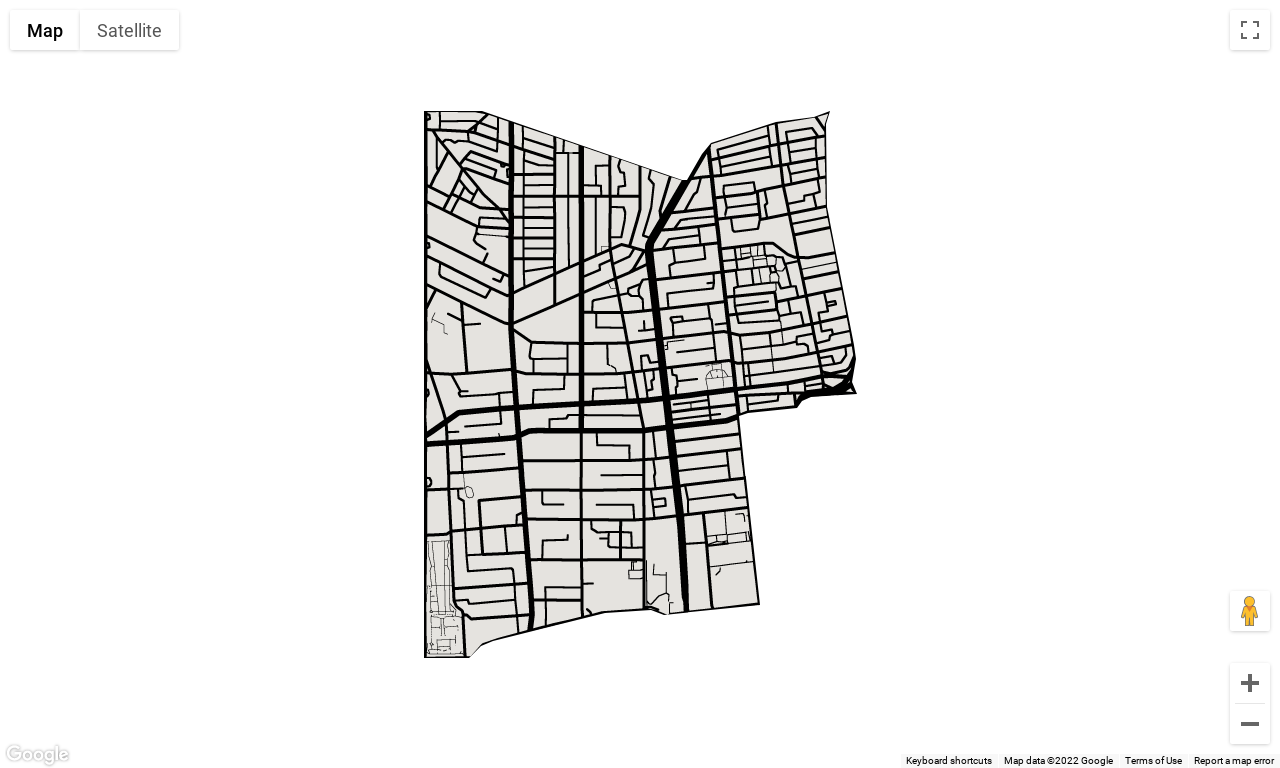 Map Satellite
Google
Keyboard shortcuts Map data ©2022 Google Terms of Use Report a map error